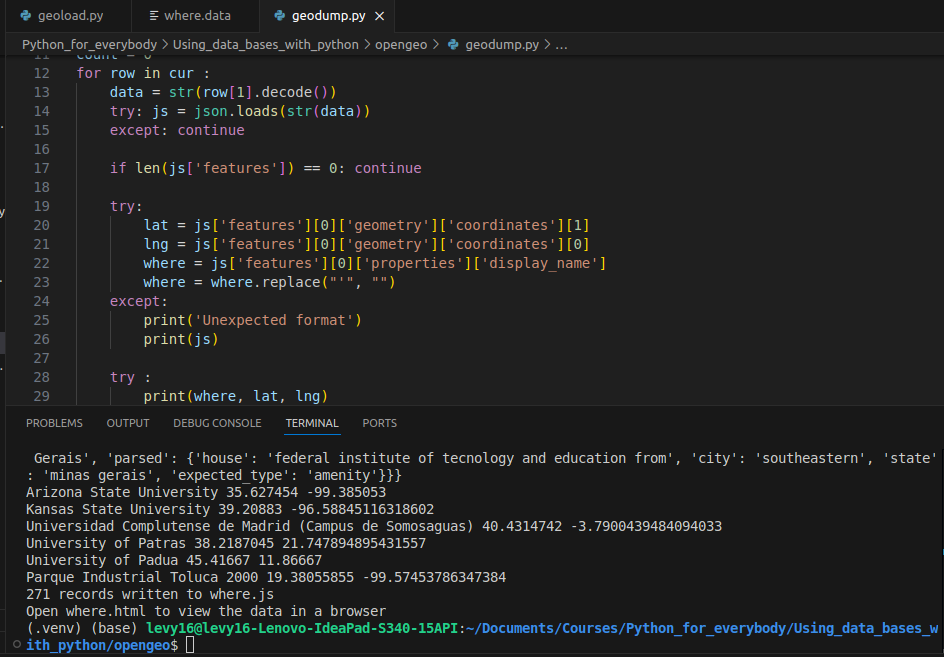 geoload.py
where.data
geodump.py
Python_for_everybody > Using_data_bases_with_python > opengeo > geodump.py > ...
11 count = 0
12 for row in cur :
13 data = str(row[1].decode())
14 try: js = json.loads(str(data))
15 except: continue
16
17 if len(js['features']) == 0: continue
18
19 try:
20 lat = js['features'][0]['geometry']['coordinates'][1]
21 lng = js['features'][0]['geometry']['coordinates'][0]
22 where = js['features'][0]['properties']['display_name']
23 where = where.replace("'", "")
24 except:
25 print('Unexpected format')
26 print(js)
27
28 try :
29 print(where, lat, lng)
PROBLEMS OUTPUT DEBUG CONSOLE TERMINAL PORTS
Gerais', 'parsed': {'house': 'federal institute of tecnology and education from', 'city': 'southeastern', 'state'
: 'minas gerais', 'expected_type': 'amenity'}}}
Arizona State University 35.627454 -99.385053
Kansas State University 39.20883 -96.58845116318602
Universidad Complutense de Madrid (Campus de Somosaguas) 40.4314742 -3.7900439484094033
University of Patras 38.2187045 21.747894895431557
University of Padua 45.41667 11.86667
Parque Industrial Toluca 2000 19.38055855 -99.57453786347384
271 records written to where.js
Open where.html to view the data in a browser
(.venv) (base) levy16@levy16-Lenovo-IdeaPad-S340-15API:~/Documents/Courses/Python_for_everybody/Using_data_bases_w
ith_python/opengeo$